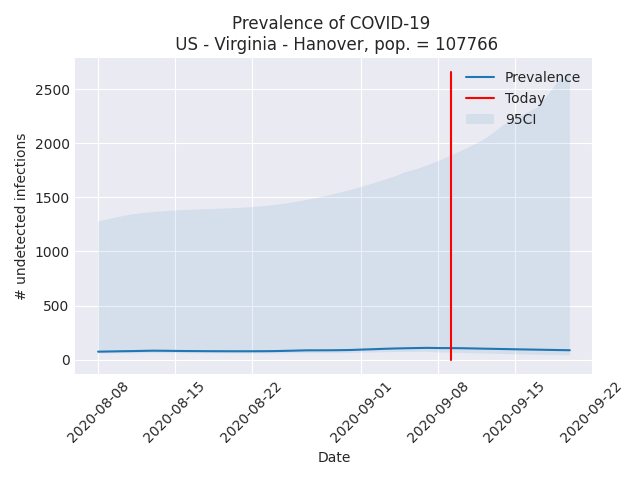 Prevalence of COVID-19
US - Virginia - Hanover, pop. = 107766
Prevalence
Today
95CI
2500
2000
1500
1000
500
0
# undetected infections
2020-08-08
2020-08-15
2020-08-22
2020-09-01
2020-09-08
2020-09-15
2020-09-22
Date